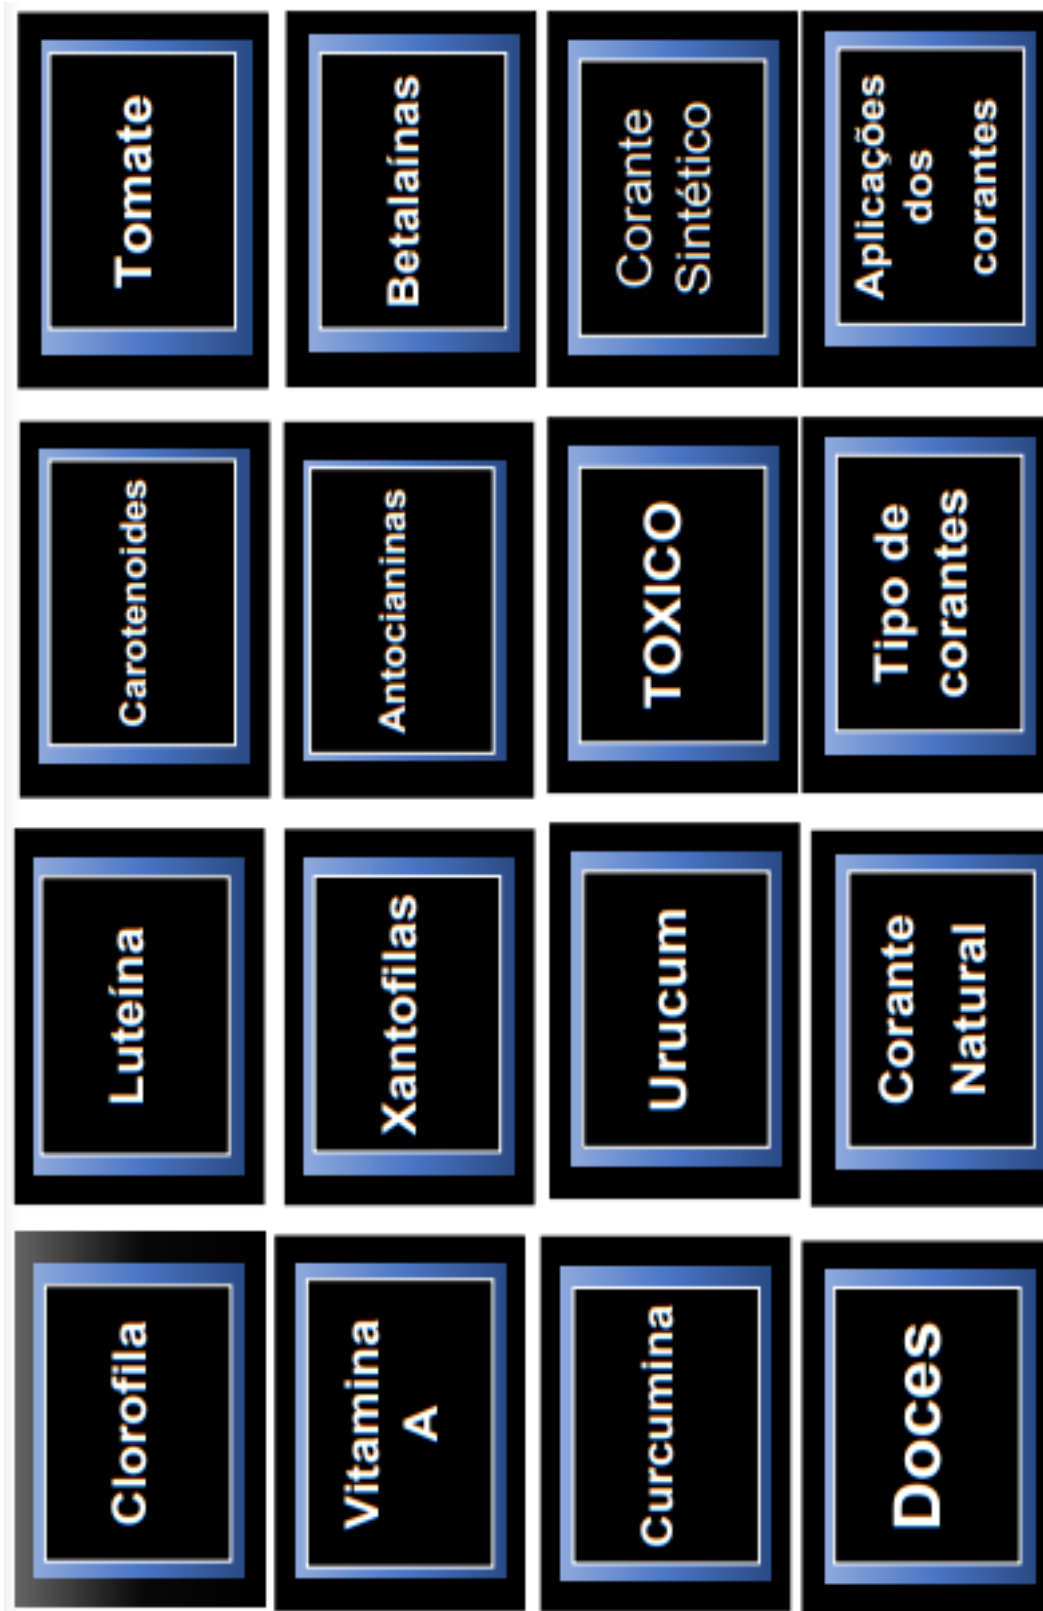 Clorofila
Luteína
Carotenoides
Tomate
Vitamina
A
Xantofilas
Antocianinas
Betalaínas
Curcumina
Urucum
TOXICO
Corante
Sintético
Doces
Corante
Natural
Tipo de
corantes
Aplicações
dos
corantes